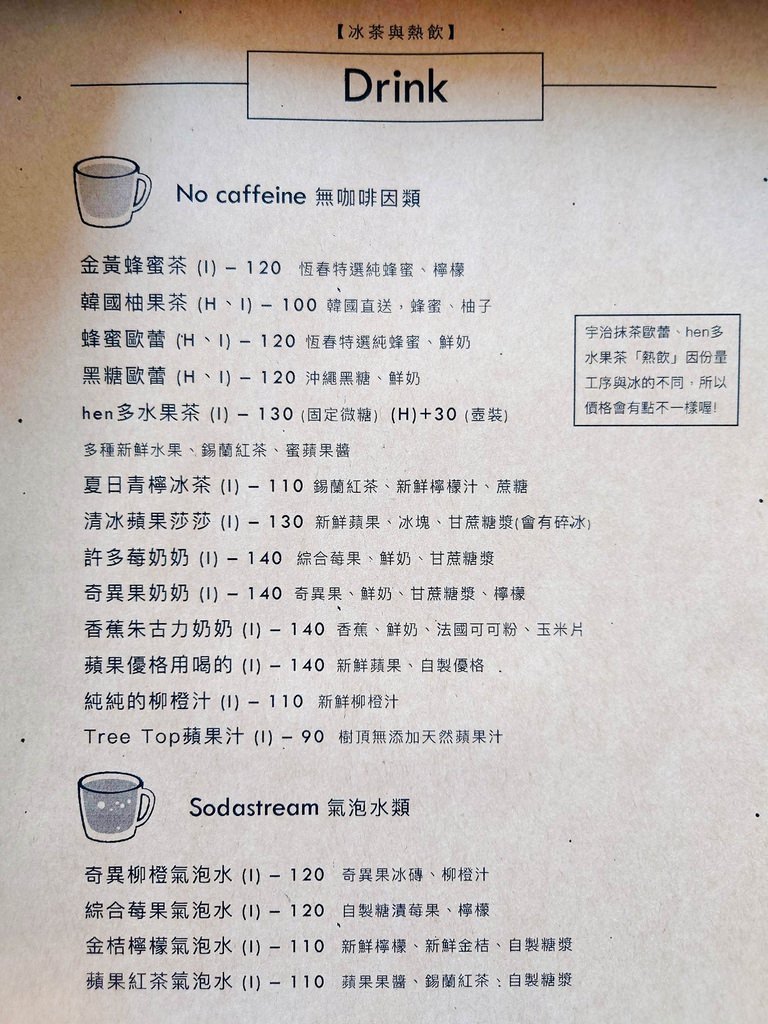 【冰茶與熱飲】
Drink
No caffeine 無咖啡因類
金黃蜂蜜茶 (I) – 120 恆春特選純蜂蜜、檸檬
韓國柚果茶 (H、I) – 100 韓國直送，蜂蜜、柚子
蜂蜜歐蕾 (H、I) – 120 恆春特選純蜂蜜、鮮奶
黑糖歐蕾 (H、I) – 120 沖繩黑糖、鮮奶
hen多水果茶 (I) – 130 (固定微糖) (H)+30 (壺裝)
多種新鮮水果、錫蘭紅茶、蜜蘋果醬
夏日青檸冰茶 (I) – 110 錫蘭紅茶、新鮮檸檬汁、蔗糖
清冰蘋果莎莎 (I) – 130 新鮮蘋果、冰塊、甘蔗糖漿(會有碎冰)
許多莓奶奶 (I) – 140 綜合莓果、鮮奶、甘蔗糖漿
奇異果奶奶 (I) – 140 奇異果、鮮奶、甘蔗糖漿、檸檬
香蕉朱古力奶奶 (I) – 140 香蕉、鮮奶、法國可可粉、玉米片
蘋果優格用喝的 (I) – 140 新鮮蘋果、自製優格
純純的柳橙汁 (I) – 110 新鮮柳橙汁
Tree Top蘋果汁 (I) – 90 樹頂無添加天然蘋果汁
宇治抹茶歐蕾、hen多
水果茶「熱飲」因份量
工序與冰的不同，所以
價格會有點不一樣喔!
Sodastream 氣泡水類
奇異柳橙氣泡水 (I) – 120 奇異果冰磚、柳橙汁
綜合莓果氣泡水 (I) – 120 自製糖漬莓果、檸檬
金桔檸檬氣泡水 (I) – 110 新鮮檸檬、新鮮金桔、自製糖漿
蘋果紅茶氣泡水 (I) – 110 蘋果果醬、錫蘭紅茶、自製糖漿